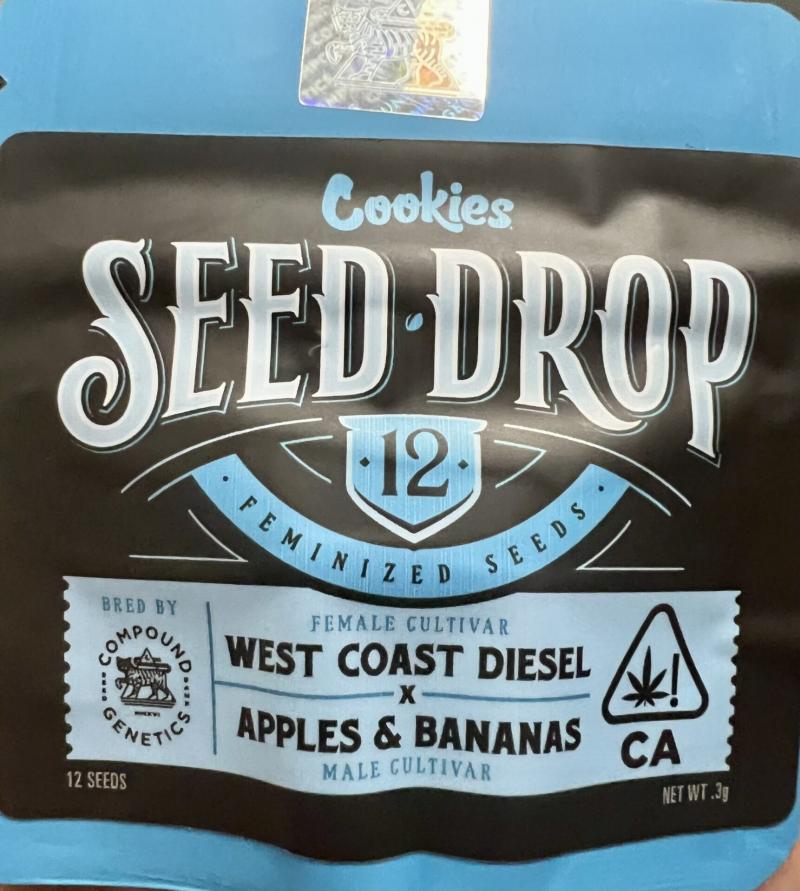 Cookies
SEED·DROP
·12·
· FEMINIZED SEEDS ·
BRED BY
COMPOUND
GENETICS
FEMALE CULTIVAR
WEST COAST DIESEL
X
APPLES & BANANAS
MALE CULTIVAR
!
CA
12 SEEDS
NET WT .3g